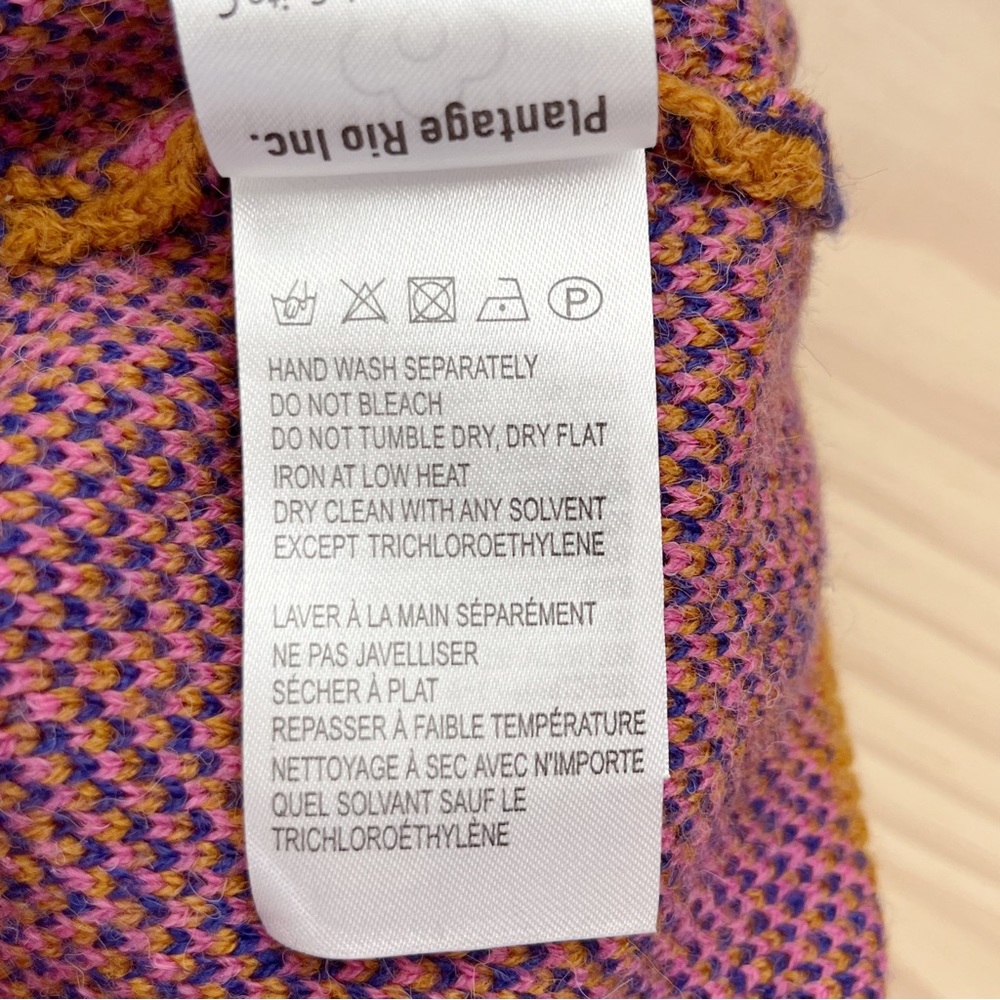 Plantage Rio Inc.
P
HAND WASH SEPARATELY
DO NOT BLEACH
DO NOT TUMBLE DRY, DRY FLAT
IRON AT LOW HEAT
DRY CLEAN WITH ANY SOLVENT
EXCEPT TRICHLOROETHYLENE
LAVER À LA MAIN SÉPARÉMENT
NE PAS JAVELLISER
SÉCHER À PLAT
REPASSER À FAIBLE TEMPÉRATURE
NETTOYAGE À SEC AVEC N'IMPORTE
QUEL SOLVANT SAUF LE
TRICHLOROÉTHYLÈNE